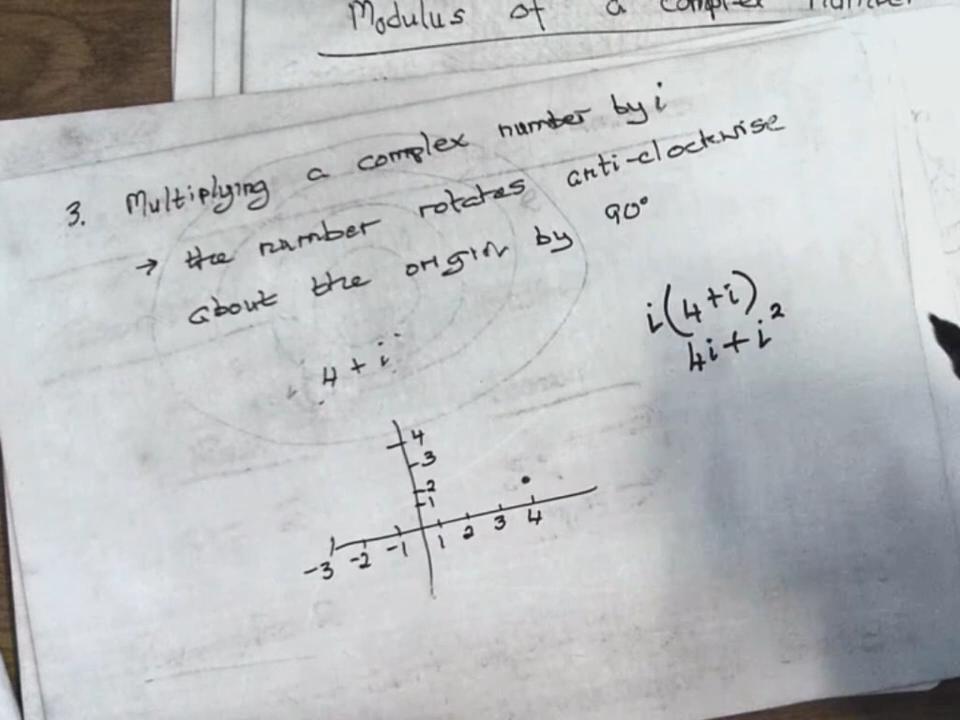 Modulus of a complex number
3. Multiplying a complex number by i
→ the number rotates anti-clockwise
about the origin by 90°
i(4+i)
4i+i²
4 + i
4
3
2
1
-3 -2 -1 1 2 3 4